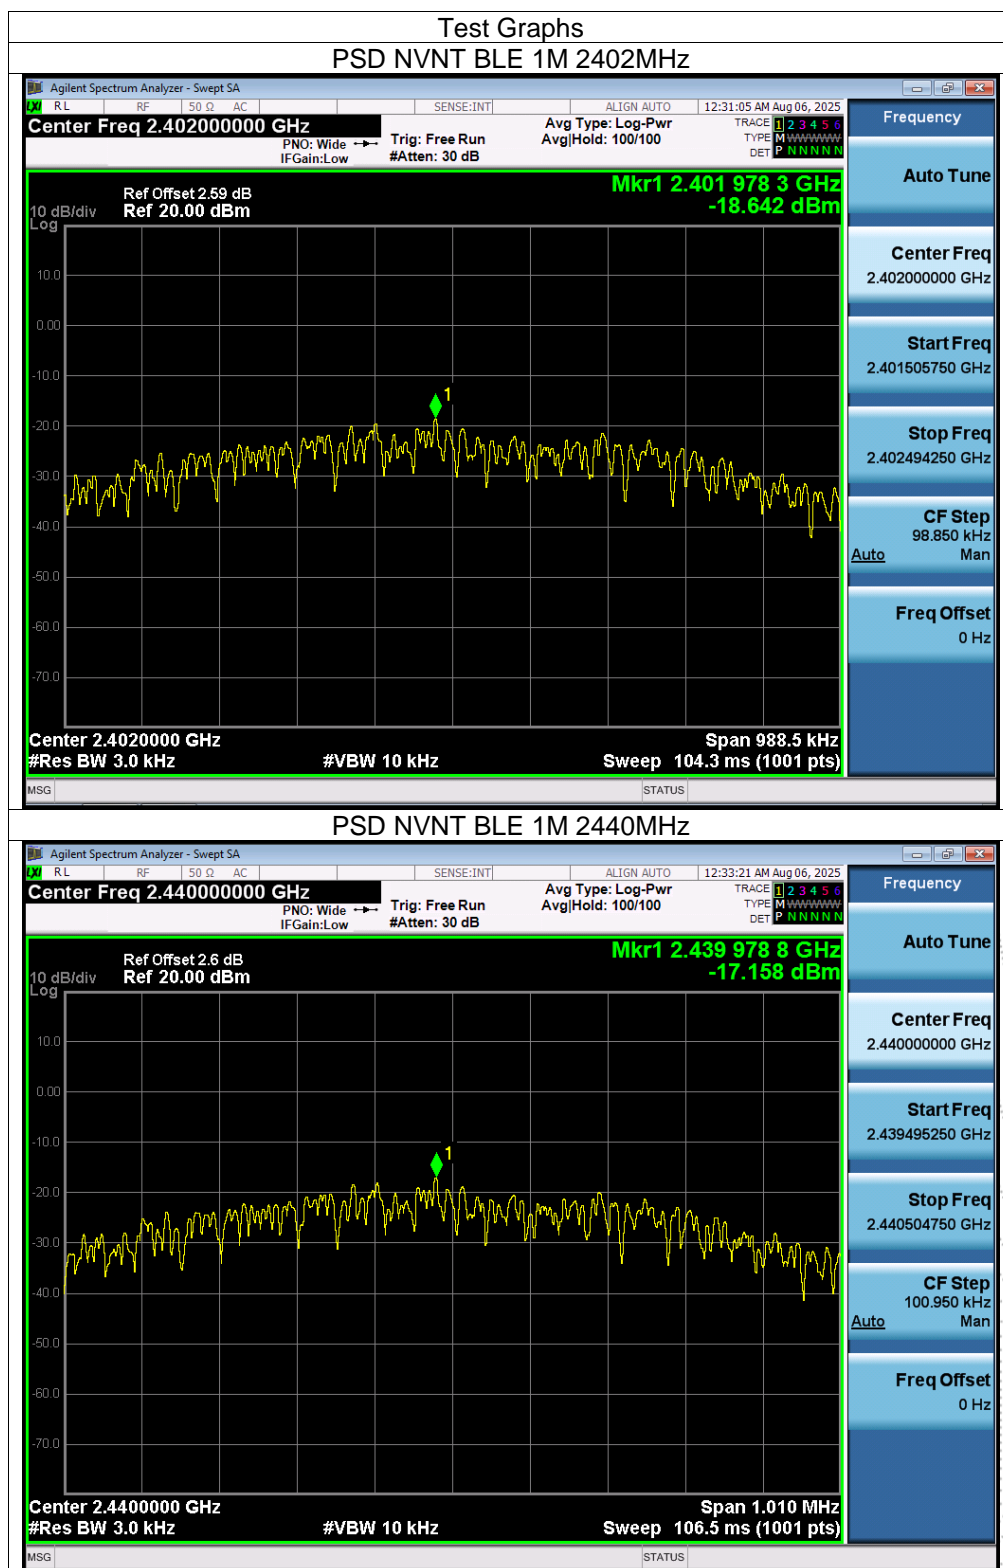 Test Graphs
PSD NVNT BLE 1M 2402MHz
Agilent Spectrum Analyzer - Swept SA
LXI RL RF 50 Ω AC SENSE:INT ALIGN AUTO 12:31:05 AM Aug 06, 2025
Center Freq 2.402000000 GHz
PNO: Wide
IFGain:Low
Trig: Free Run
#Atten: 30 dB
Avg Type: Log-Pwr
Avg|Hold: 100/100
TRACE 1 2 3 4 5 6
TYPE M WWWWW
DET P N N N N N
Frequency
Mkr1 2.401 978 3 GHz
-18.642 dBm
Ref Offset 2.59 dB
10 dB/div Ref 20.00 dBm
Log
10.0
0.00
-10.0
-20.0
-30.0
-40.0
-50.0
-60.0
-70.0
1
Center 2.4020000 GHz Span 988.5 kHz
#Res BW 3.0 kHz #VBW 10 kHz Sweep 104.3 ms (1001 pts)
MSG STATUS
Auto Tune
Center Freq
2.402000000 GHz
Start Freq
2.401505750 GHz
Stop Freq
2.402494250 GHz
CF Step
98.850 kHz
Auto Man
Freq Offset
0 Hz
PSD NVNT BLE 1M 2440MHz
Agilent Spectrum Analyzer - Swept SA
LXI RL RF 50 Ω AC SENSE:INT ALIGN AUTO 12:33:21 AM Aug 06, 2025
Center Freq 2.440000000 GHz
PNO: Wide
IFGain:Low
Trig: Free Run
#Atten: 30 dB
Avg Type: Log-Pwr
Avg|Hold: 100/100
TRACE 1 2 3 4 5 6
TYPE M WWWWW
DET P N N N N N
Frequency
Mkr1 2.439 978 8 GHz
-17.158 dBm
Ref Offset 2.6 dB
10 dB/div Ref 20.00 dBm
Log
10.0
0.00
-10.0
-20.0
-30.0
-40.0
-50.0
-60.0
-70.0
1
Center 2.4400000 GHz Span 1.010 MHz
#Res BW 3.0 kHz #VBW 10 kHz Sweep 106.5 ms (1001 pts)
MSG STATUS
Auto Tune
Center Freq
2.440000000 GHz
Start Freq
2.439495250 GHz
Stop Freq
2.440504750 GHz
CF Step
100.950 kHz
Auto Man
Freq Offset
0 Hz